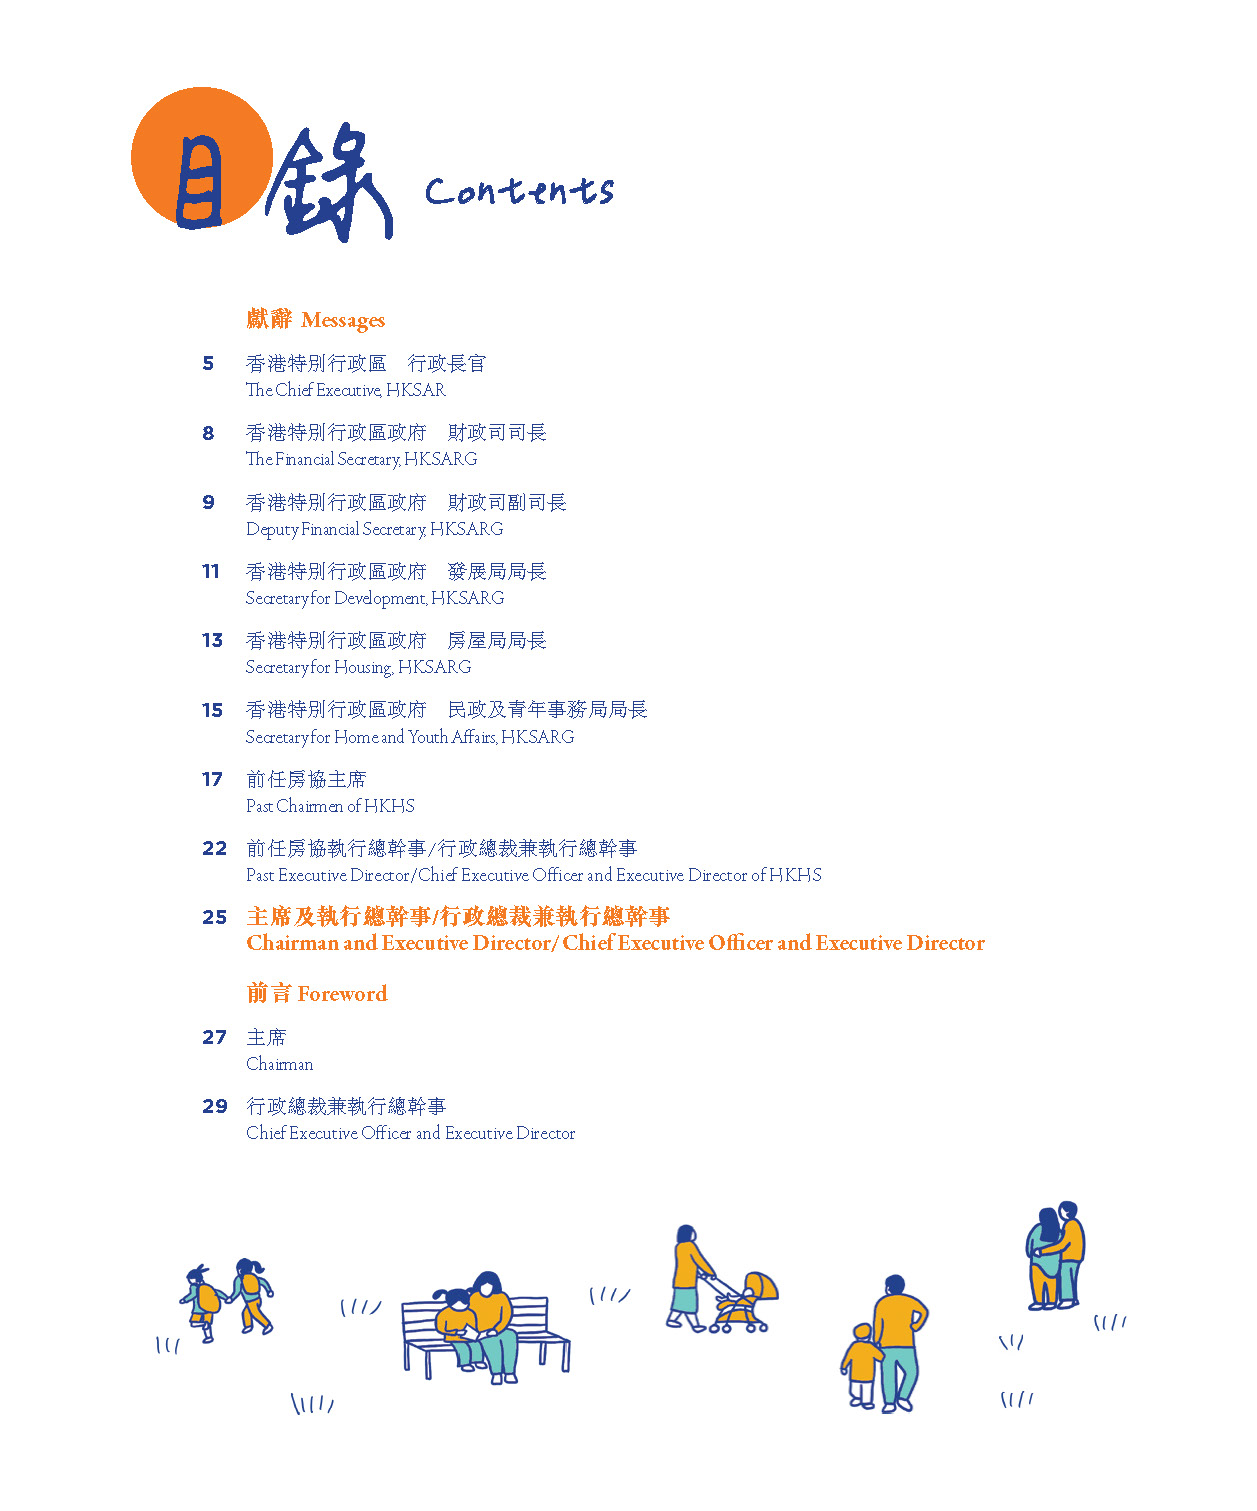 目錄 Contents
獻辭 Messages
5 香港特別行政區　行政長官
The Chief Executive, HKSAR
8 香港特別行政區政府　財政司司長
The Financial Secretary, HKSARG
9 香港特別行政區政府　財政司副司長
Deputy Financial Secretary, HKSARG
11 香港特別行政區政府　發展局局長
Secretary for Development, HKSARG
13 香港特別行政區政府　房屋局局長
Secretary for Housing, HKSARG
15 香港特別行政區政府　民政及青年事務局局長
Secretary for Home and Youth Affairs, HKSARG
17 前任房協主席
Past Chairmen of HKHS
22 前任房協執行總幹事/行政總裁兼執行總幹事
Past Executive Director/Chief Executive Officer and Executive Director of HKHS
25 主席及執行總幹事/行政總裁兼執行總幹事
Chairman and Executive Director/ Chief Executive Officer and Executive Director
前言 Foreword
27 主席
Chairman
29 行政總裁兼執行總幹事
Chief Executive Officer and Executive Director